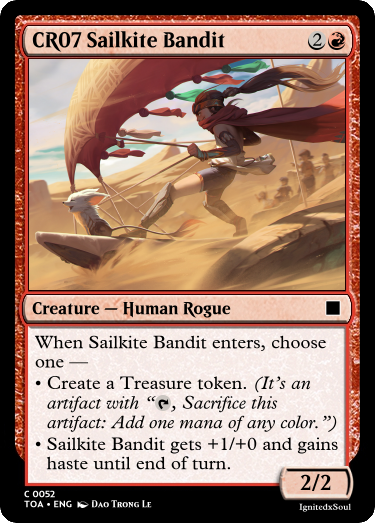 CR07 Sailkite Bandit 2
Creature — Human Rogue
When Sailkite Bandit enters, choose
one —
• Create a Treasure token. (It's an
artifact with “, Sacrifice this
artifact: Add one mana of any color.”)
• Sailkite Bandit gets +1/+0 and gains
haste until end of turn.
2/2
C 0052
TOA • ENG Dao Trong Le
IgnitedxSoul